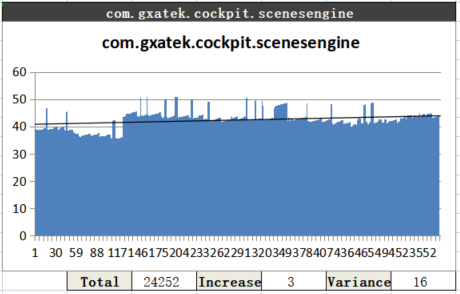 com.gxatek.cockpit.scenesengine
com.gxatek.cockpit.scenesengine
60
50
40
30
20
10
0
1 30 59 88 117146175204233262291320349378407436465494523552
Total 24252 Increase 3 Variance 16